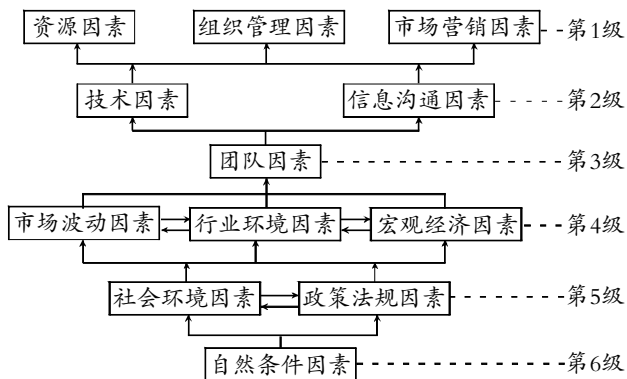 资源因素 组织管理因素 市场营销因素 第1级
技术因素 信息沟通因素 第2级
团队因素 第3级
市场波动因素 行业环境因素 宏观经济因素 第4级
社会环境因素 政策法规因素 第5级
自然条件因素 第6级